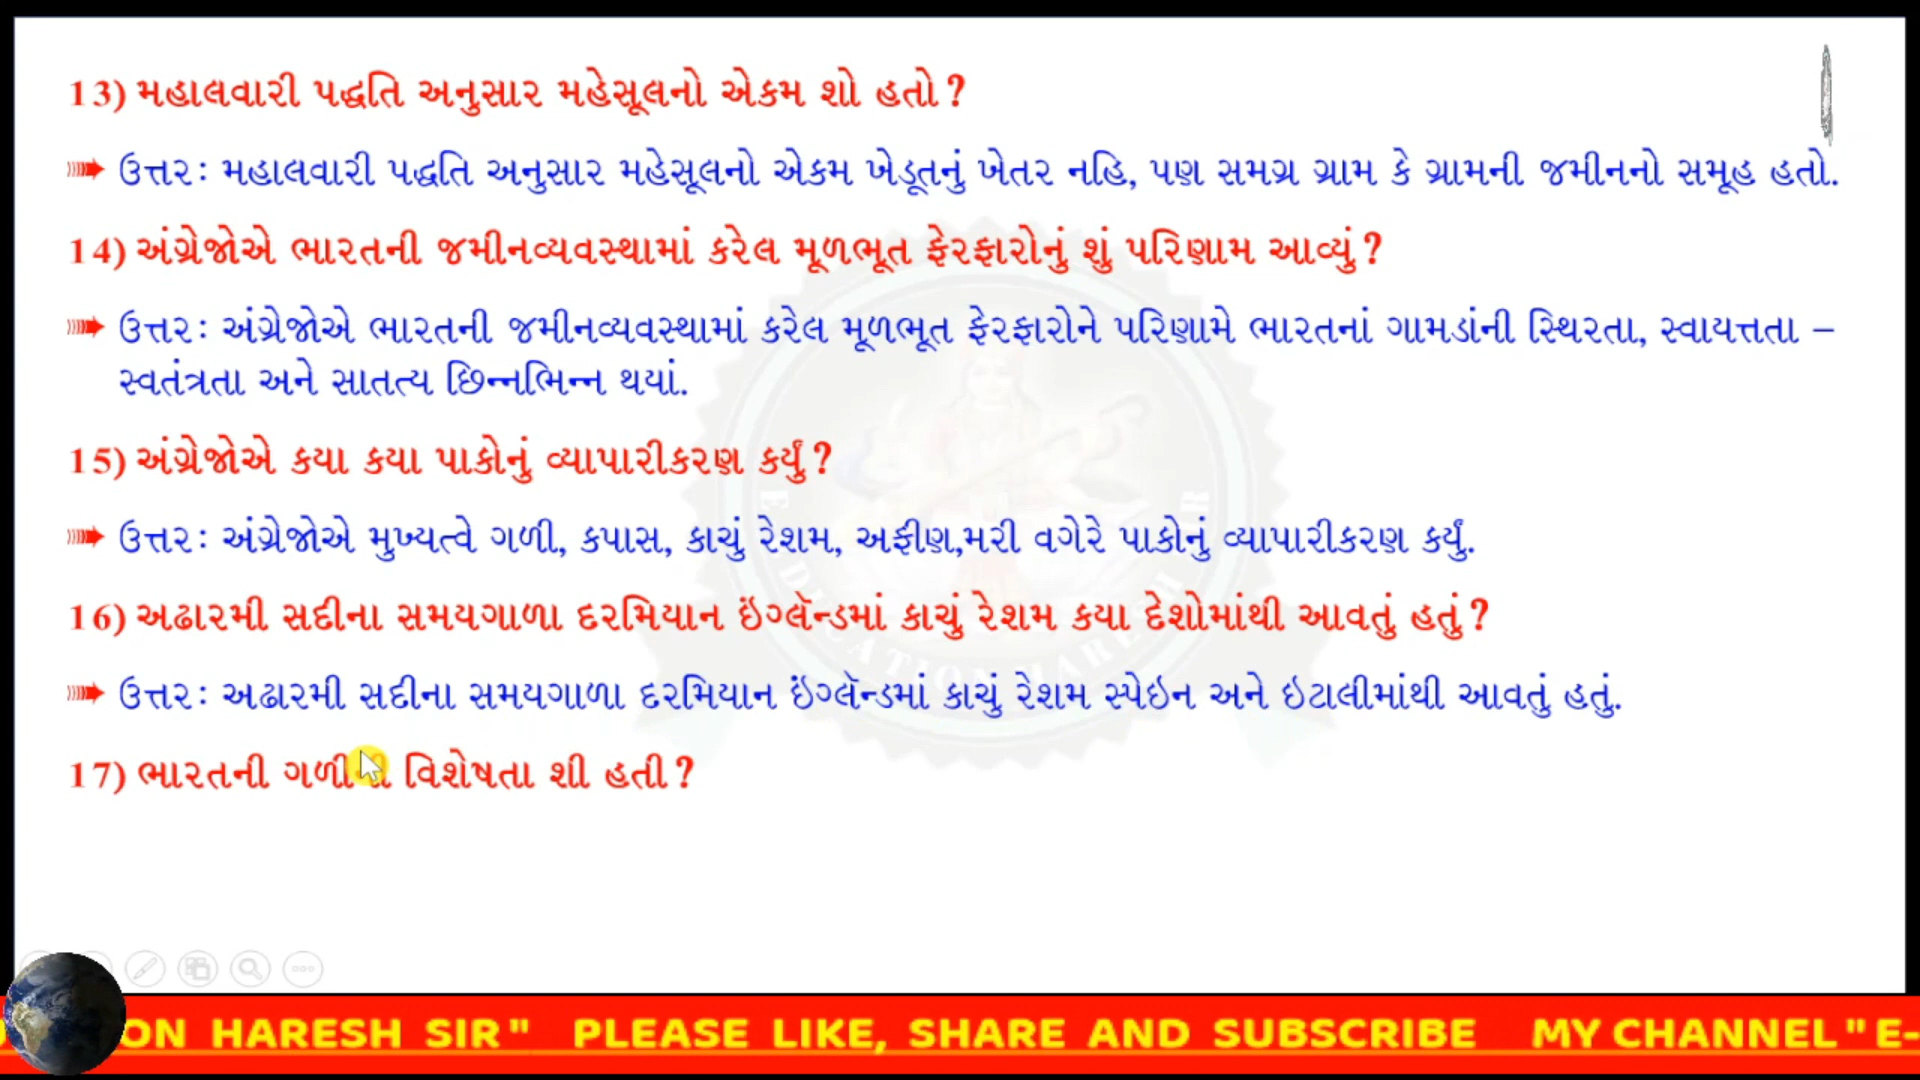 13) મહાલવારી પદ્ધતિ અનુસાર મહેસૂલનો એકમ શો હતો?
ઉત્તર: મહાલવારી પદ્ધતિ અનુસાર મહેસૂલનો એકમ ખેડૂતનું ખેતર નહિ, પણ સમગ્ર ગ્રામ કે ગ્રામની જમીનનો સમૂહ હતો.
14) અંગ્રેજોએ ભારતની જમીનવ્યવસ્થામાં કરેલ મૂળભૂત ફેરફારોનું શું પરિણામ આવ્યું?
ઉત્તર: અંગ્રેજોએ ભારતની જમીનવ્યવસ્થામાં કરેલ મૂળભૂત ફેરફારોને પરિણામે ભારતનાં ગામડાંની સ્થિરતા, સ્વાયત્તતા –
સ્વતંત્રતા અને સાતત્ય છિન્નભિન્ન થયાં.
15) અંગ્રેજોએ કયા કયા પાકોનું વ્યાપારીકરણ કર્યું?
ઉત્તર: અંગ્રેજોએ મુખ્યત્વે ગળી, કપાસ, કાચું રેશમ, અફીણ,મરી વગેરે પાકોનું વ્યાપારીકરણ કર્યું.
16) અઢારમી સદીના સમયગાળા દરમિયાન ઇંગ્લૅન્ડમાં કાચું રેશમ કયા દેશોમાંથી આવતું હતું?
ઉત્તર: અઢારમી સદીના સમયગાળા દરમિયાન ઇંગ્લૅન્ડમાં કાચું રેશમ સ્પેઇન અને ઇટાલીમાંથી આવતું હતું.
17) ભારતની વિશેષતા શી હતી?
ON HARESH SIR" PLEASE LIKE, SHARE AND SUBSCRIBE MY CHANNEL" E-